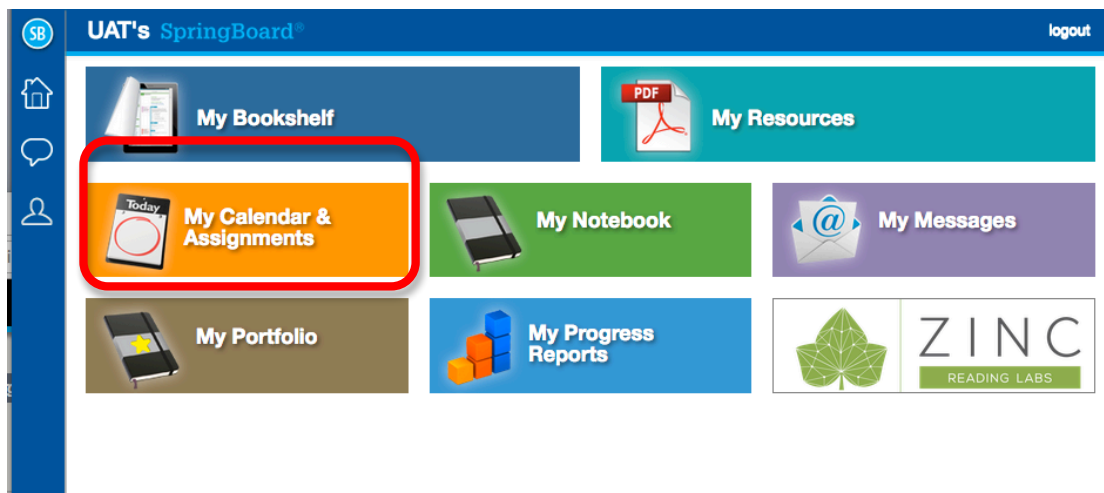 SB
UAT's SpringBoard®
logout
My Bookshelf
PDF
My Resources
Today
My Calendar &
Assignments
My Notebook
@
My Messages
My Portfolio
My Progress
Reports
ZINC
READING LABS